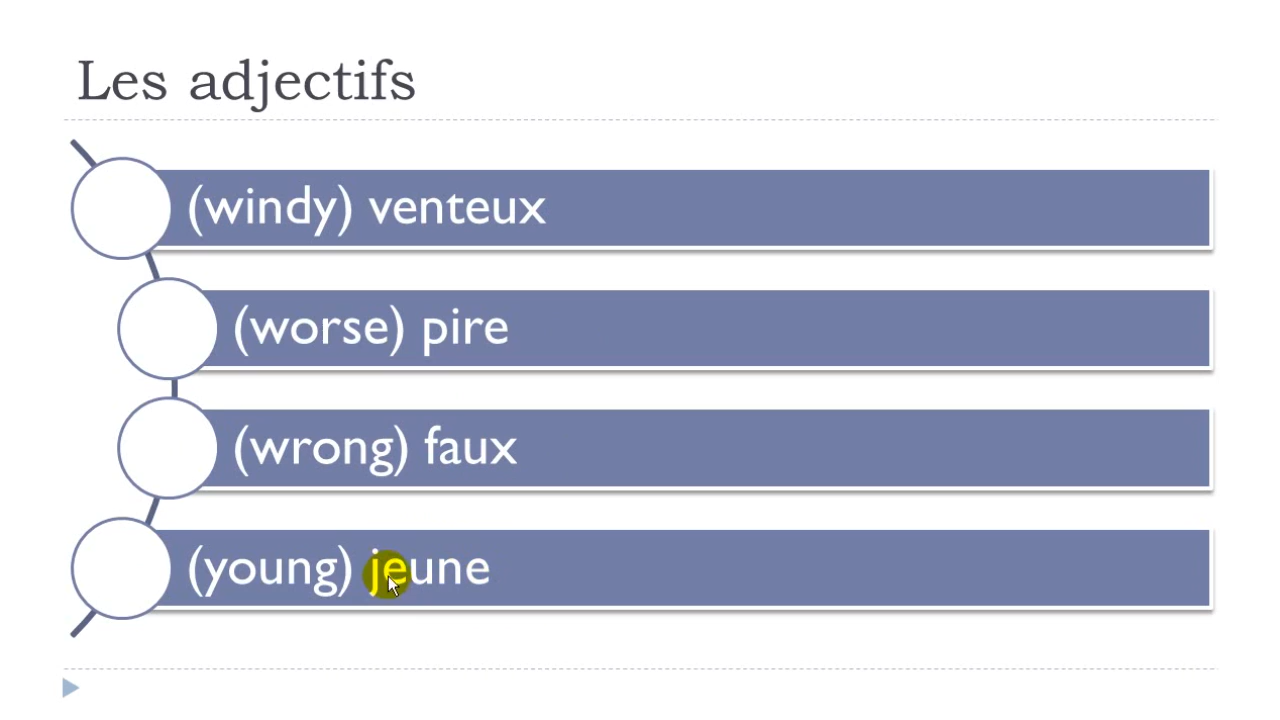 Les adjectifs
(windy) venteux
(worse) pire
(wrong) faux
(young) jeune